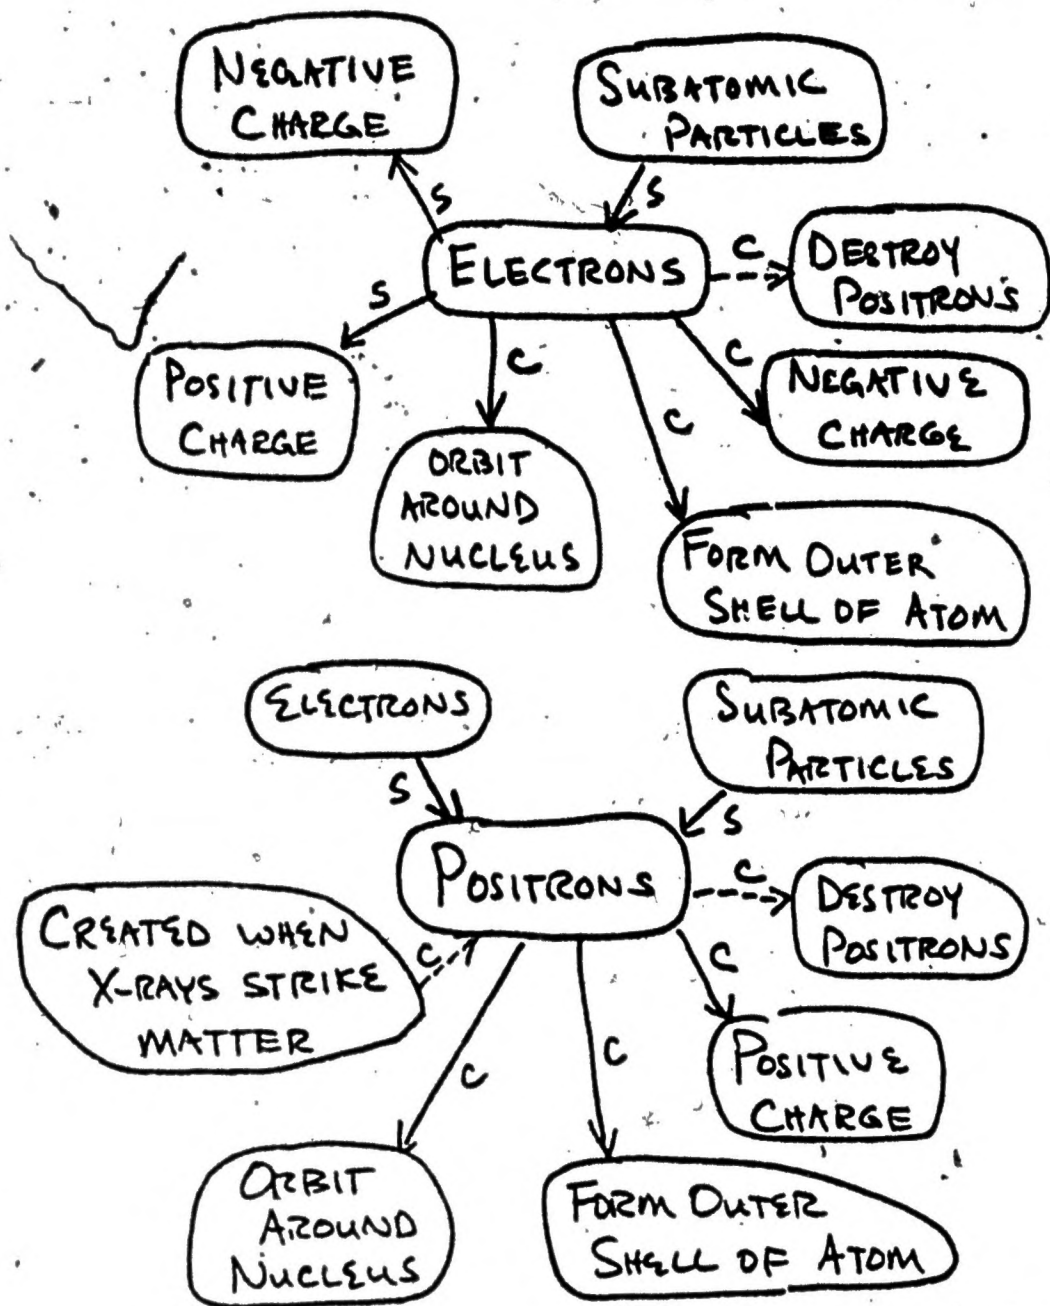 NEGATIVE
CHARGE
SUBATOMIC
PARTICLES
S
S
ELECTRONS
C
DESTROY
POSITRONS
S
POSITIVE
CHARGE
C
ORBIT
AROUND
NUCLEUS
C
NEGATIVE
CHARGE
C
FORM OUTER
SHELL OF ATOM
ELECTRONS
SUBATOMIC
PARTICLES
S
S
POSITRONS
C
DESTROY
POSITRONS
CREATED WHEN
X-RAYS STRIKE
MATTER
C
C
POSITIVE
CHARGE
C
C
ORBIT
AROUND
NUCLEUS
FORM OUTER
SHELL OF ATOM